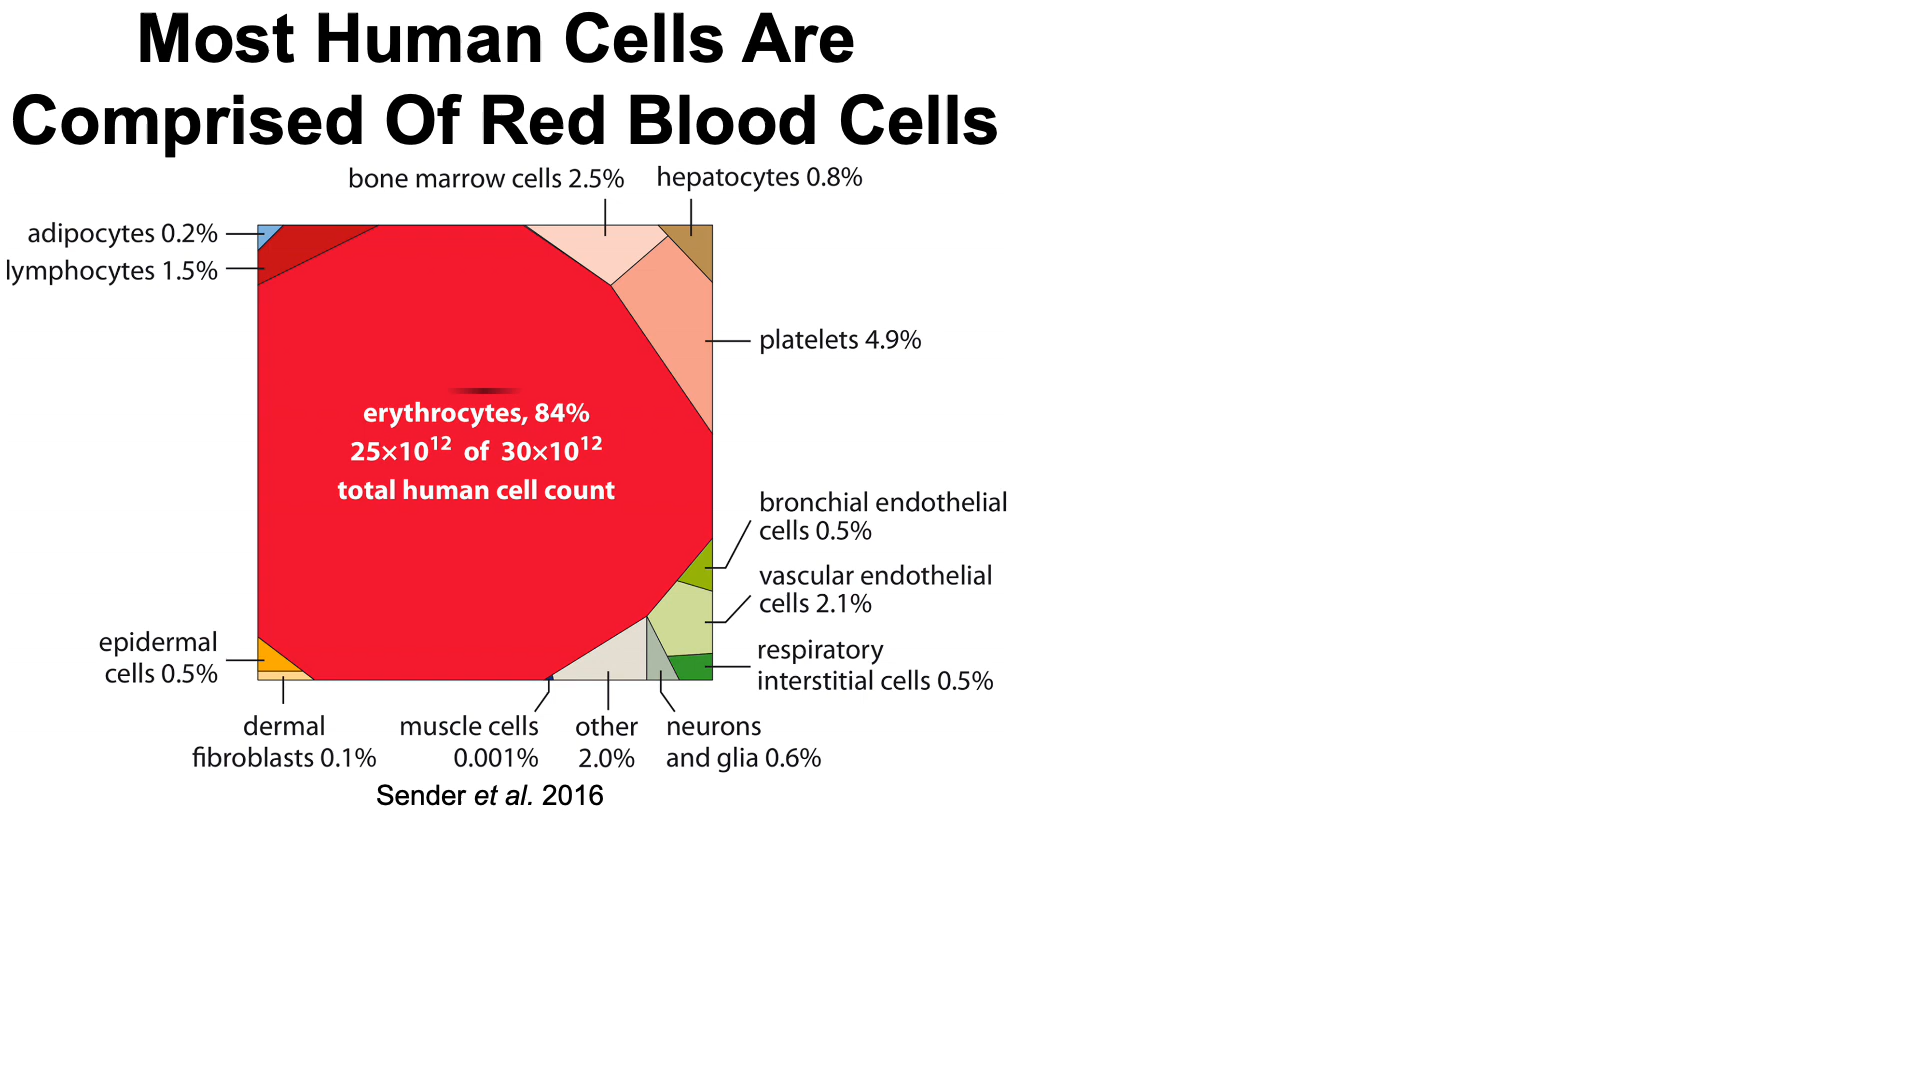 Most Human Cells Are
Comprised Of Red Blood Cells
bone marrow cells 2.5%
hepatocytes 0.8%
adipocytes 0.2%
lymphocytes 1.5%
platelets 4.9%
erythrocytes, 84%
25×10¹² of 30×10¹²
total human cell count
bronchial endothelial
cells 0.5%
vascular endothelial
cells 2.1%
respiratory
interstitial cells 0.5%
epidermal
cells 0.5%
dermal
fibroblasts 0.1%
muscle cells
0.001%
other
2.0%
neurons
and glia 0.6%
Sender et al. 2016